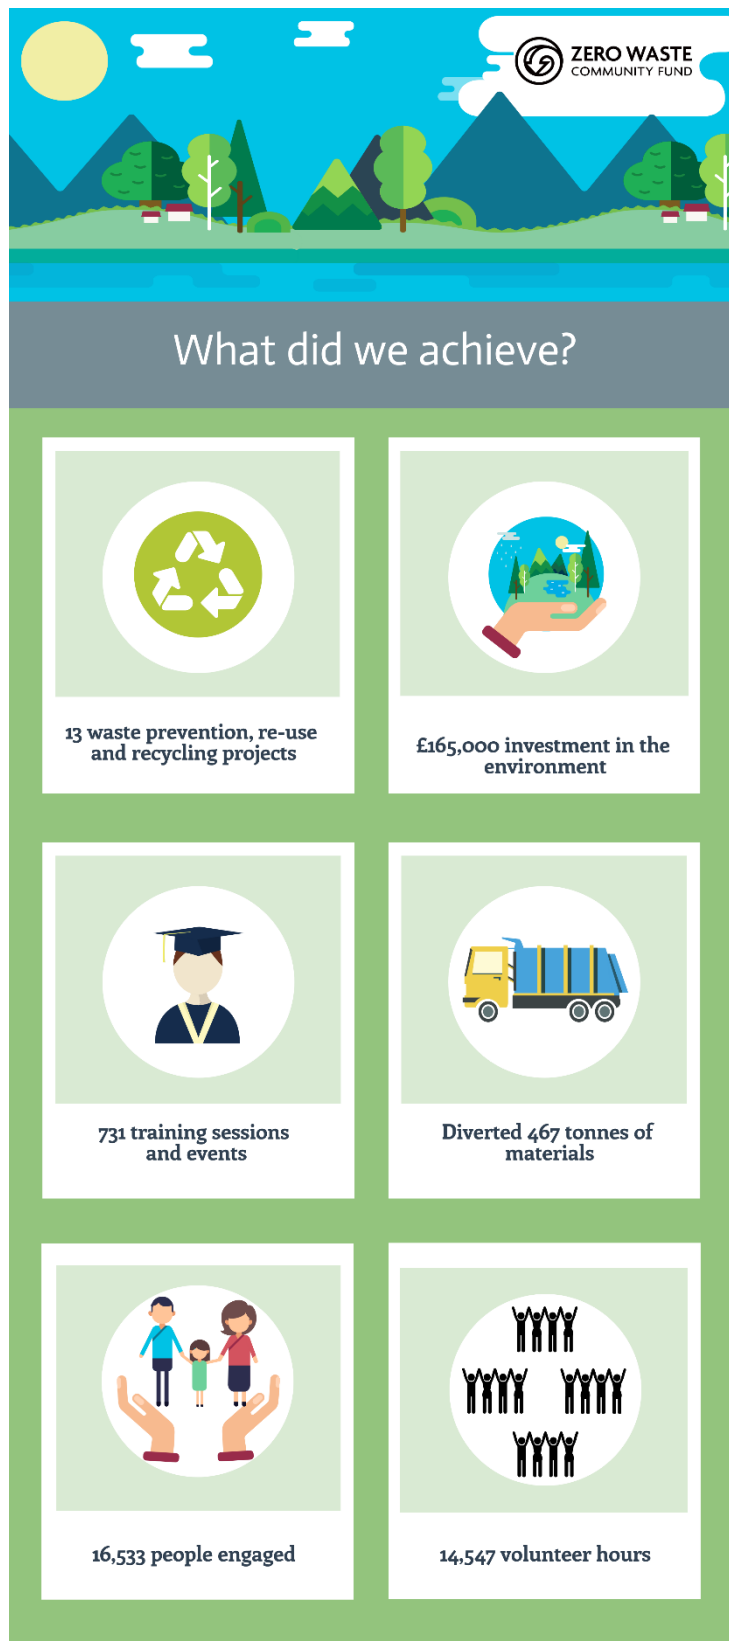 ZERO WASTE
COMMUNITY FUND
What did we achieve?
13 waste prevention, re-use
and recycling projects
£165,000 investment in the
environment
731 training sessions
and events
Diverted 467 tonnes of
materials
16,533 people engaged
14,547 volunteer hours